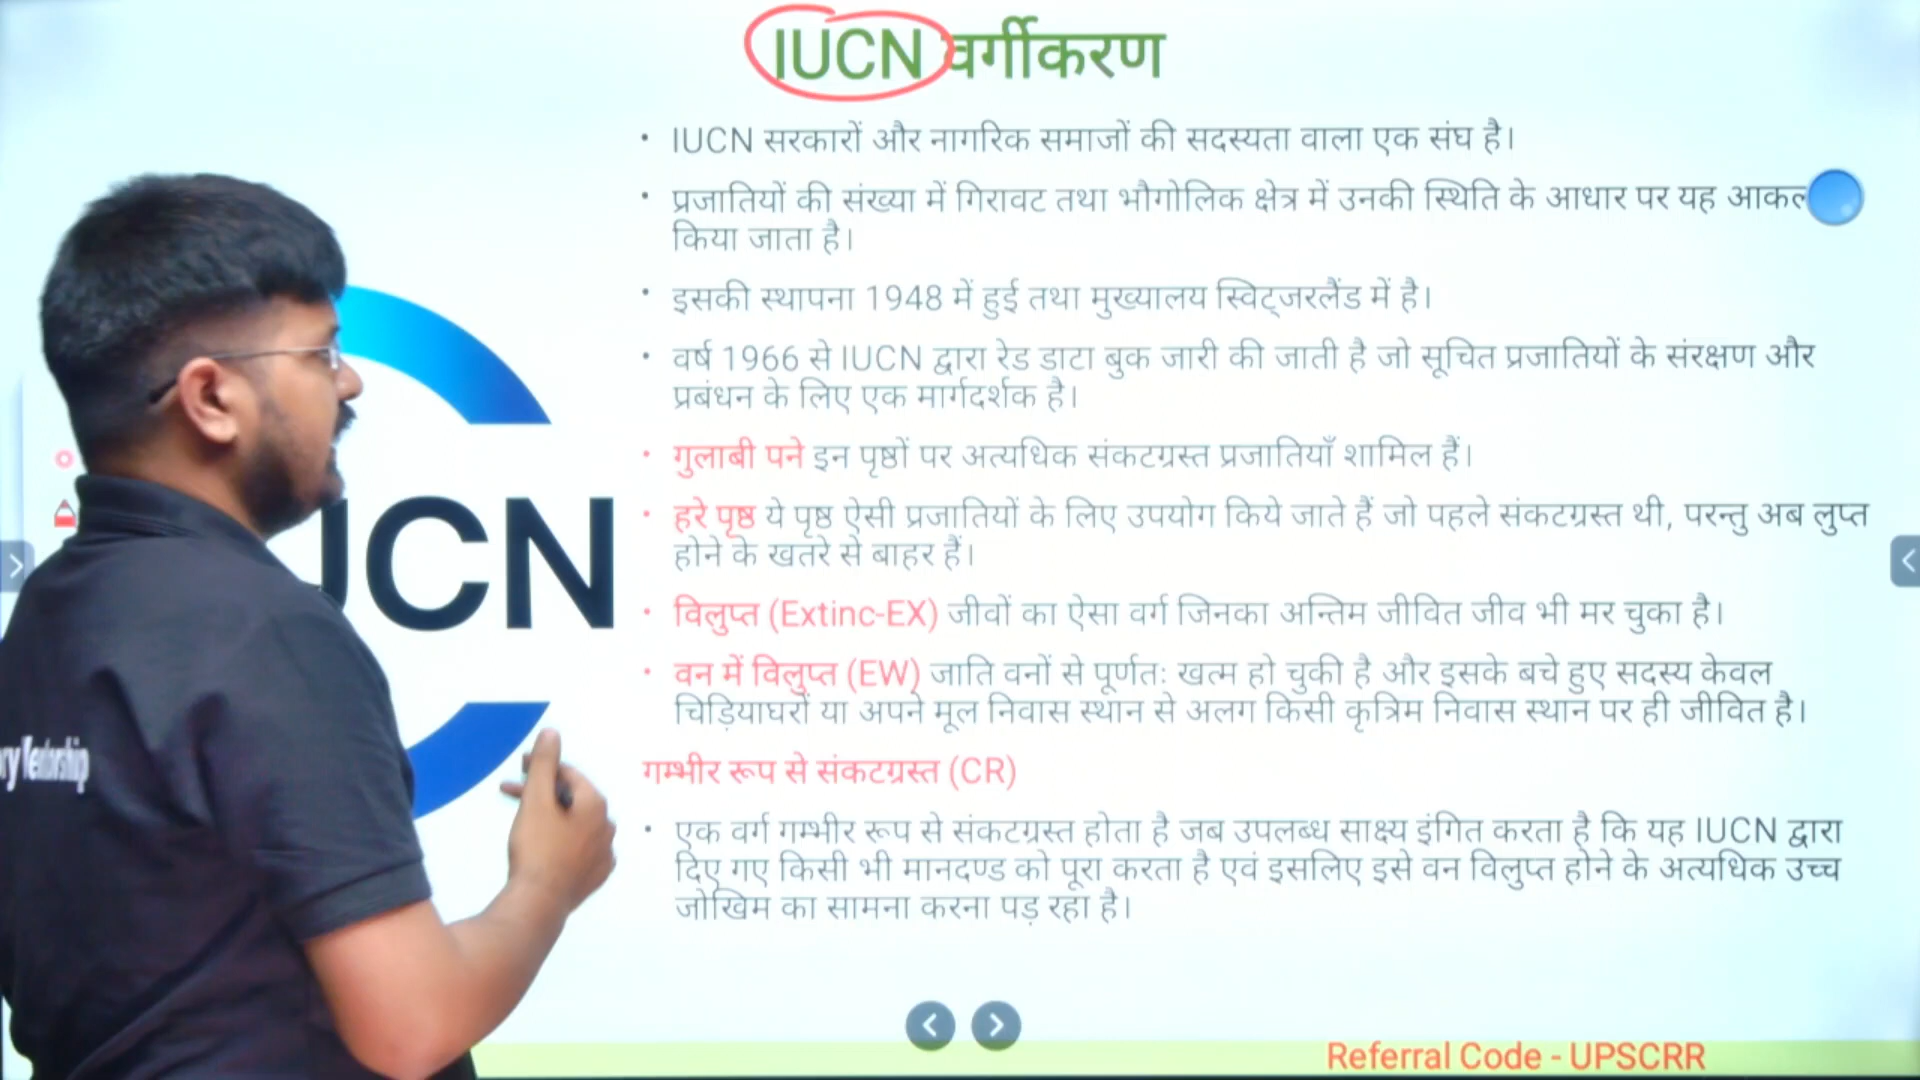 IUCN वर्गीकरण
• IUCN सरकारों और नागरिक समाजों की सदस्यता वाला एक संघ है।
• प्रजातियों की संख्या में गिरावट तथा भौगोलिक क्षेत्र में उनकी स्थिति के आधार पर यह
किया जाता है।
• इसकी स्थापना 1948 में हुई तथा मुख्यालय स्विट्जरलैंड में है।
• वर्ष 1966 से IUCN द्वारा रेड डाटा बुक जारी की जाती है जो सूचित प्रजातियों के संरक्षण और
प्रबंधन के लिए एक मार्गदर्शक है।
• गुलाबी पने इन पृष्ठों पर अत्यधिक संकटग्रस्त प्रजातियाँ शामिल हैं।
• हरे पृष्ठ ये पृष्ठ ऐसी प्रजातियों के लिए उपयोग किये जाते हैं जो पहले संकटग्रस्त थी, परन्तु अब लुप्त
होने के खतरे से बाहर हैं।
• विलुप्त (Extinc-EX) जीवों का ऐसा वर्ग जिनका अन्तिम जीवित जीव भी मर चुका है।
• वन में विलुप्त (EW) जाति वनों से पूर्णतः खत्म हो चुकी है और इसके बचे हुए सदस्य केवल
चिड़ियाघरों या अपने मूल निवास स्थान से अलग किसी कृत्रिम निवास स्थान पर ही जीवित है।
गम्भीर रूप से संकटग्रस्त (CR)
• एक वर्ग गम्भीर रूप से संकटग्रस्त होता है जब उपलब्ध साक्ष्य इंगित करता है कि यह IUCN द्वारा
दिए गए किसी भी मानदण्ड को पूरा करता है एवं इसलिए इसे वन विलुप्त होने के अत्यधिक उच्च
जोखिम का सामना करना पड़ रहा है।
Referral Code - UPSCRR